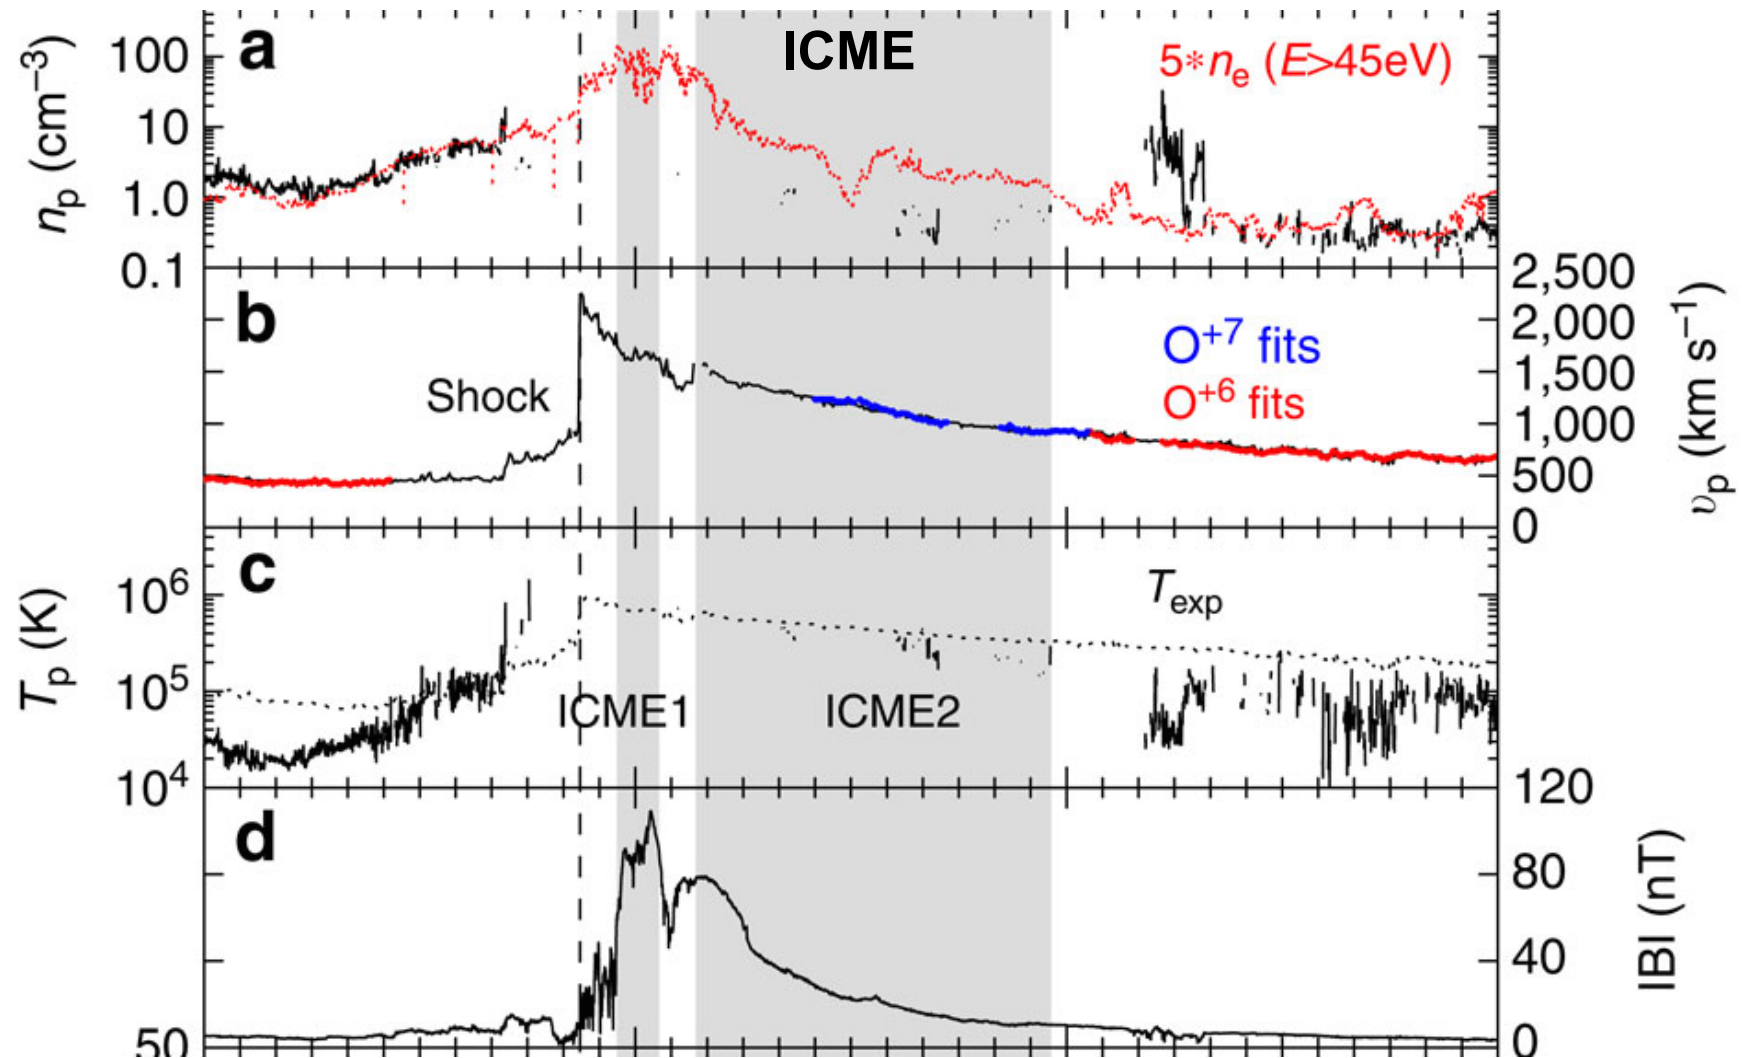 a
ICME
5*nₑ (E>45eV)
nₚ (cm⁻³)
100
10
1.0
0.1
b
Shock
O⁺⁷ fits
O⁺⁶ fits
2,500
2,000
1,500
1,000
500
0
υₚ (km s⁻¹)
c
Tₚ (K)
10⁶
10⁵
10⁴
ICME1
ICME2
Tₑₓₚ
d
120
80
40
0
IBI (nT)
50